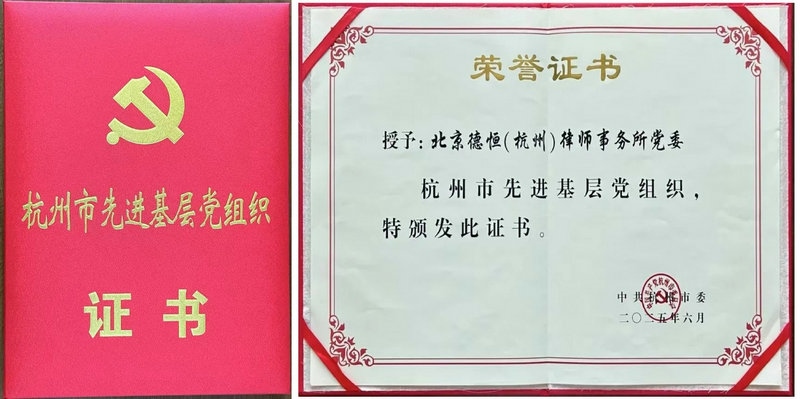 杭州市先进基层党组织
证书
荣誉证书
授予：北京德恒(杭州)律师事务所党委
杭州市先进基层党组织，
特颁发此证书。
中共杭州市委
二〇二五年六月